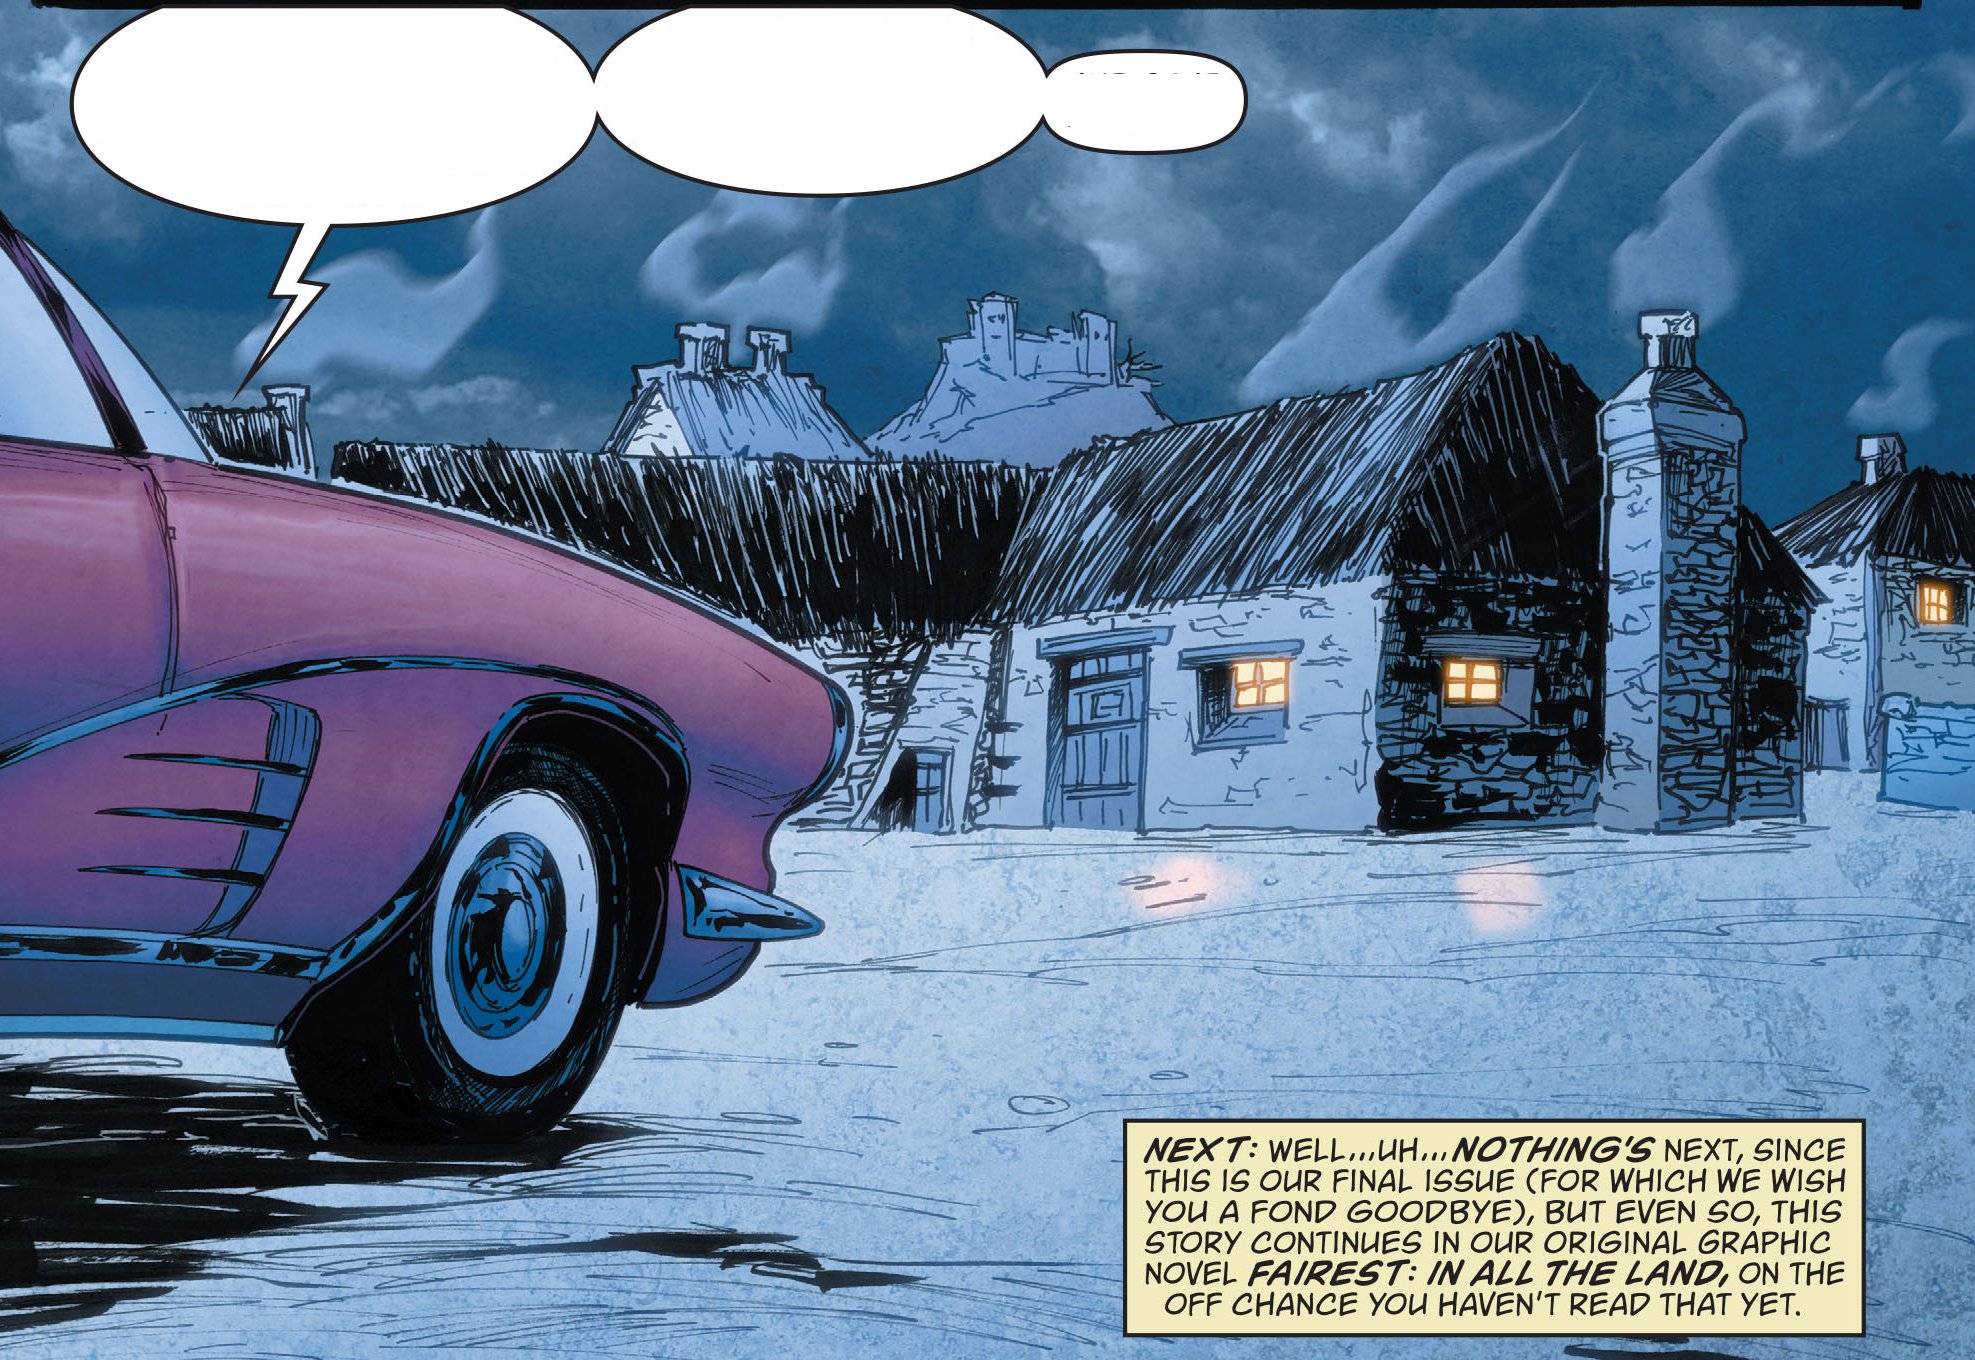 NEXT: WELL...UH...NOTHING'S NEXT, SINCE
THIS IS OUR FINAL ISSUE (FOR WHICH WE WISH
YOU A FOND GOODBYE), BUT EVEN SO, THIS
STORY CONTINUES IN OUR ORIGINAL GRAPHIC
NOVEL FAIREST: IN ALL THE LAND, ON THE
OFF CHANCE YOU HAVEN'T READ THAT YET.